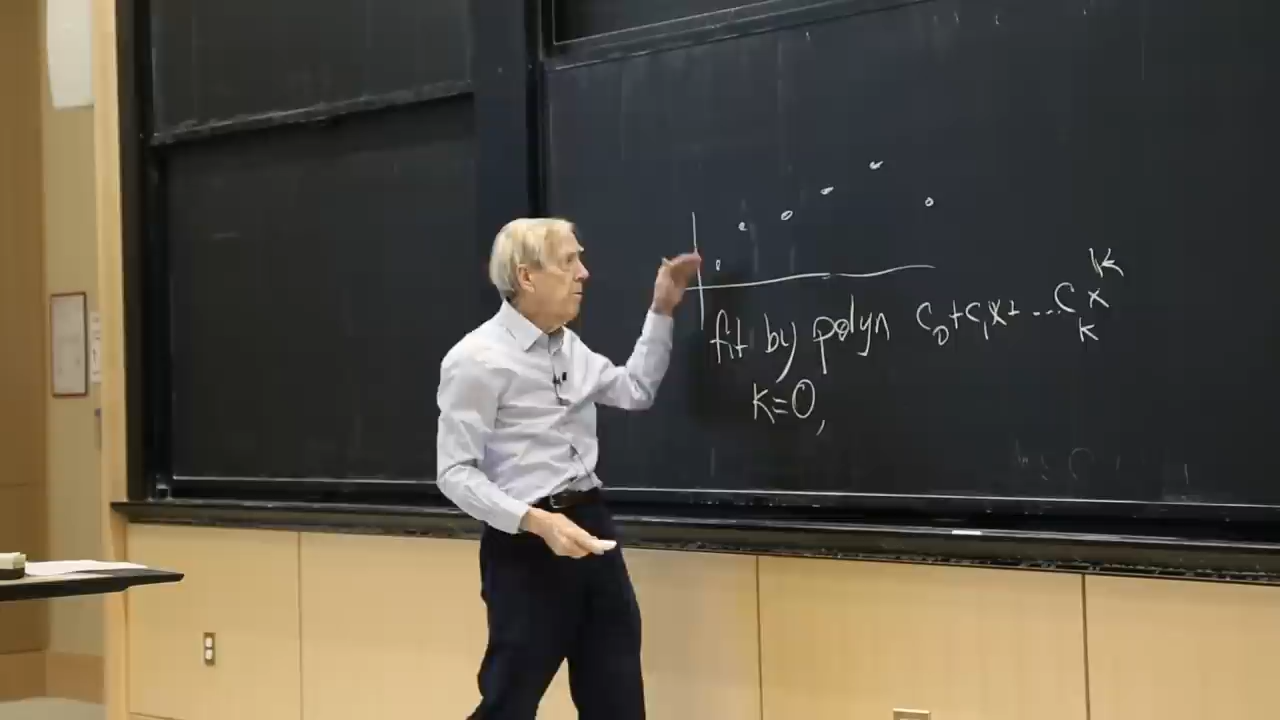 fit by polyn C₀+C₁x+ ... Cₖxᴷ
K=0,